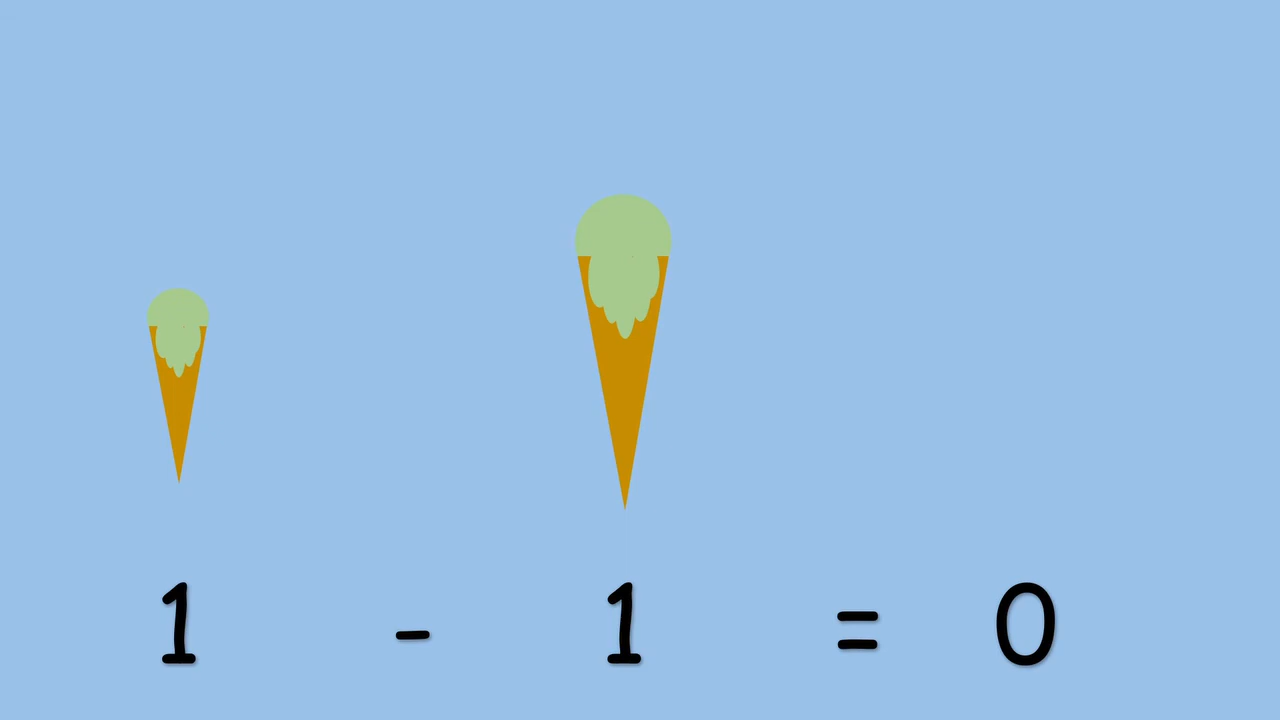 1 - 1 = 0